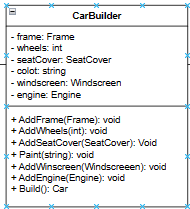 CarBuilder
- frame: Frame
- wheels: int
- seatCover: SeatCover
- colot: string
- windscreen: Windscreen
- engine: Engine
+ AddFrame(Frame): void
+ AddWheels(int): void
+ AddSeatCover(SeatCover): Void
+ Paint(string): void
+ AddWinscreen(Windscreeen): void
+ AddEngine(Engine): void
+ Build(): Car